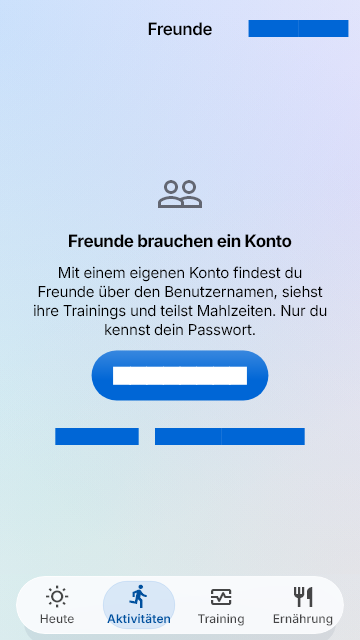 Freunde
Freunde brauchen ein Konto
Mit einem eigenen Konto findest du
Freunde über den Benutzernamen, siehst
ihre Trainings und teilst Mahlzeiten. Nur du
kennst dein Passwort.
Heute
Aktivitäten
Training
Ernährung